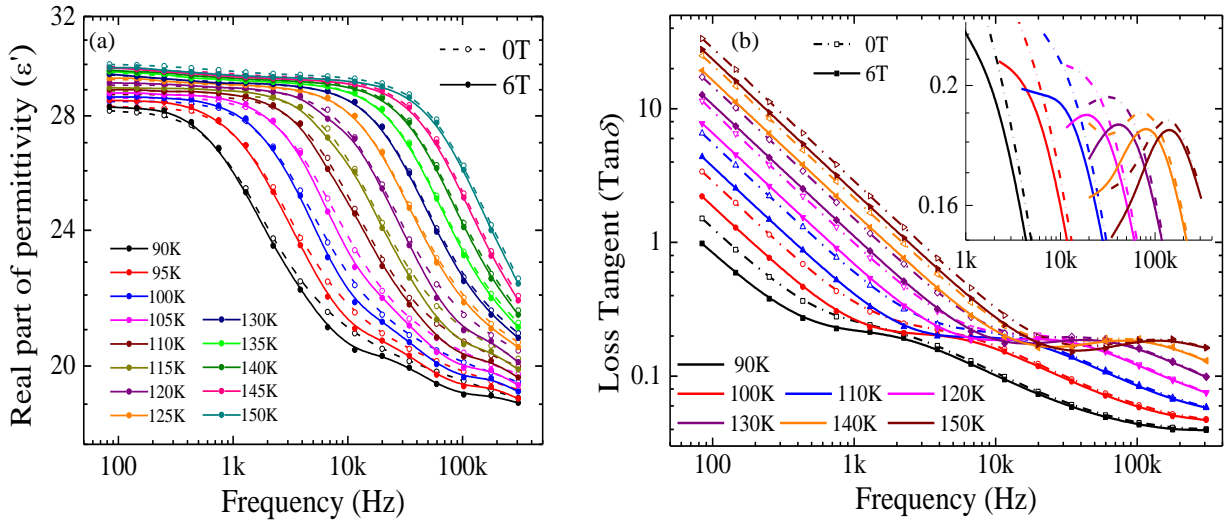 (a)
0T
6T
32
28
24
20
Real part of permittivity (ε')
90K
95K
100K
105K
110K
115K
120K
125K
130K
135K
140K
145K
150K
100
1k
10k
100k
Frequency (Hz)
(b)
0T
6T
10
1
0.1
Loss Tangent (Tanδ)
0.2
0.16
1k
10k
100k
90K
100K
110K
120K
130K
140K
150K
100
1k
10k
100k
Frequency (Hz)